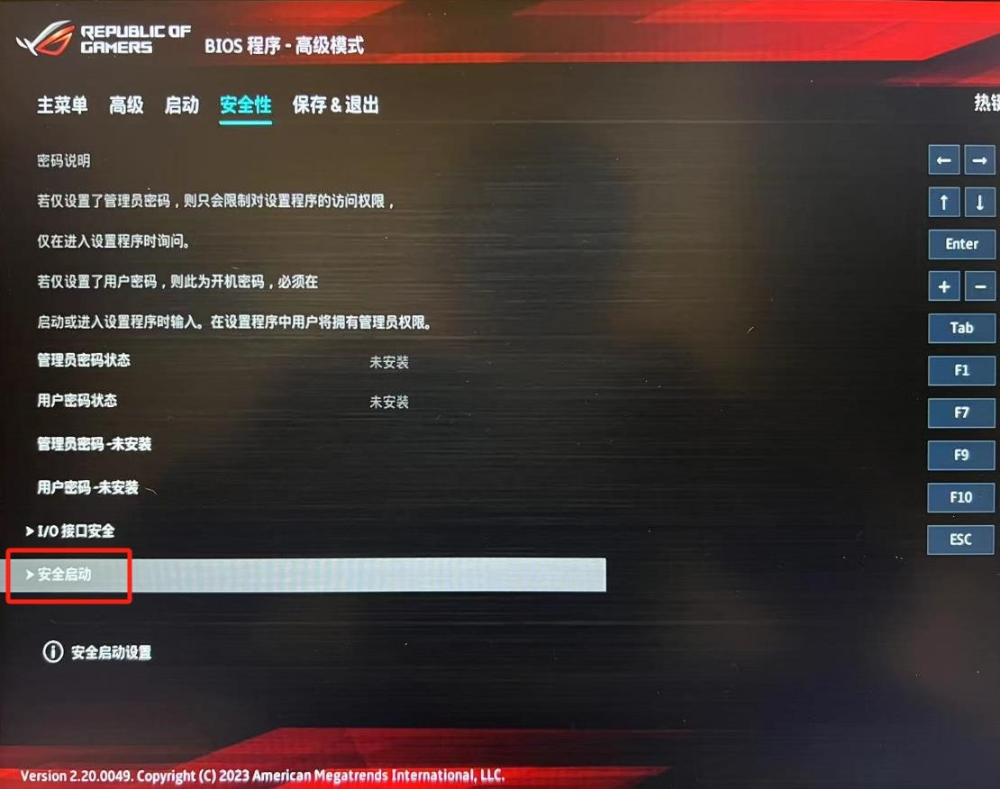 REPUBLIC OF
GAMERS
BIOS 程序 - 高级模式
主菜单 高级 启动 安全性 保存 & 退出
密码说明
若仅设置了管理员密码，则只会限制对设置程序的访问权限，
仅在进入设置程序时询问。
若仅设置了用户密码，则此为开机密码，必须在
启动或进入设置程序时输入。在设置程序中用户将拥有管理员权限。
管理员密码状态 未安装
用户密码状态 未安装
管理员密码 -未安装
用户密码 -未安装
I/O 接口安全
安全启动
安全启动设置
热键
← →
↑ ↓
Enter
+ −
Tab
F1
F7
F9
F10
ESC
Version 2.20.0049. Copyright (C) 2023 American Megatrends International, LLC.